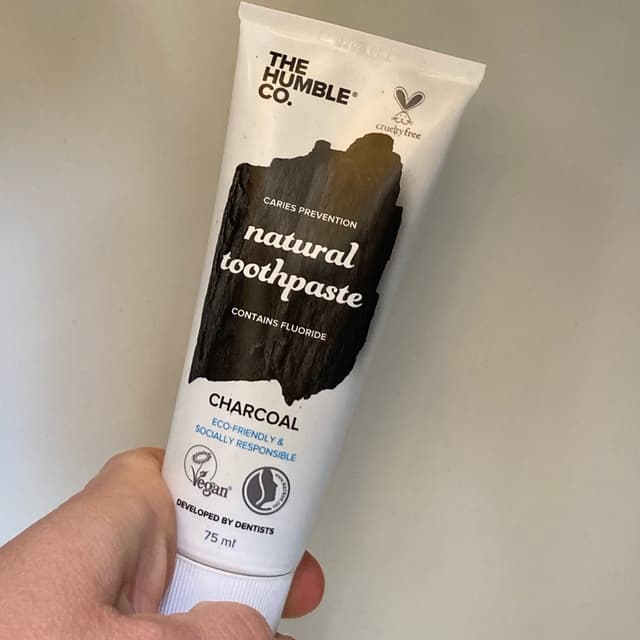 THE
HUMBLE®
CO.
cruelty free
CARIES PREVENTION
natural
toothpaste
CONTAINS FLUORIDE
CHARCOAL
ECO-FRIENDLY &
SOCIALLY RESPONSIBLE
Vegan
DEVELOPED BY DENTISTS
75 ml